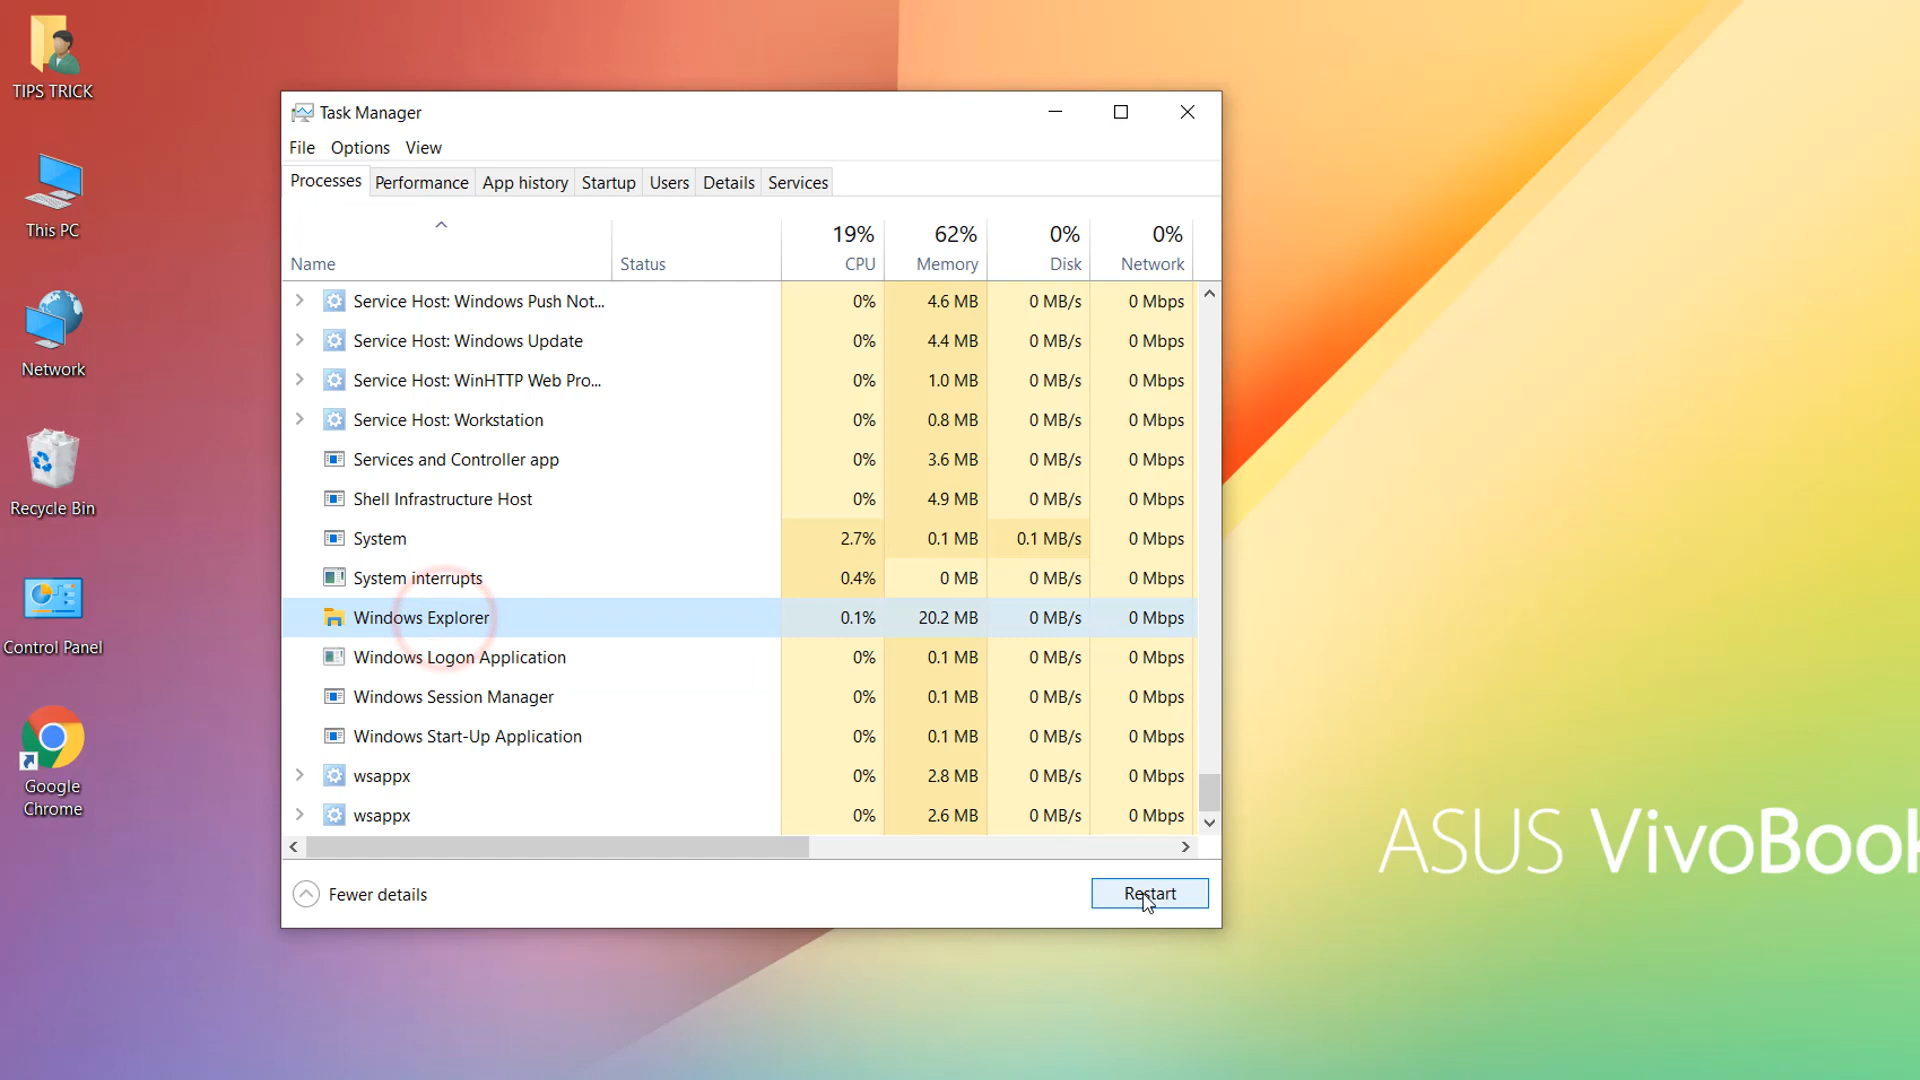 TIPS TRICK
This PC
Network
Recycle Bin
Control Panel
Google
Chrome
Task Manager
File Options View
Processes Performance App history Startup Users Details Services
19% 62% 0% 0%
Name Status CPU Memory Disk Network
Service Host: Windows Push Not... 0% 4.6 MB 0 MB/s 0 Mbps
Service Host: Windows Update 0% 4.4 MB 0 MB/s 0 Mbps
Service Host: WinHTTP Web Pro... 0% 1.0 MB 0 MB/s 0 Mbps
Service Host: Workstation 0% 0.8 MB 0 MB/s 0 Mbps
Services and Controller app 0% 3.6 MB 0 MB/s 0 Mbps
Shell Infrastructure Host 0% 4.9 MB 0 MB/s 0 Mbps
System 2.7% 0.1 MB 0.1 MB/s 0 Mbps
System interrupts 0.4% 0 MB 0 MB/s 0 Mbps
Windows Explorer 0.1% 20.2 MB 0 MB/s 0 Mbps
Windows Logon Application 0% 0.1 MB 0 MB/s 0 Mbps
Windows Session Manager 0% 0.1 MB 0 MB/s 0 Mbps
Windows Start-Up Application 0% 0.1 MB 0 MB/s 0 Mbps
wsappx 0% 2.8 MB 0 MB/s 0 Mbps
wsappx 0% 2.6 MB 0 MB/s 0 Mbps
Fewer details
Restart
ASUS VivoBook